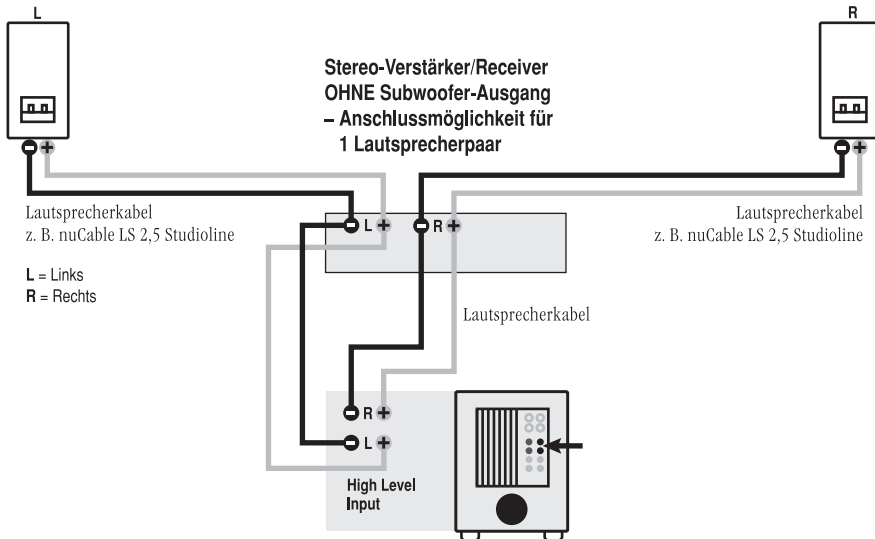 L
R
Stereo-Verstärker/Receiver
OHNE Subwoofer-Ausgang
– Anschlussmöglichkeit für
1 Lautsprecherpaar
Lautsprecherkabel
z. B. nuCable LS 2,5 Studioline
Lautsprecherkabel
z. B. nuCable LS 2,5 Studioline
L = Links
R = Rechts
L
R
Lautsprecherkabel
R
L
High Level
Input